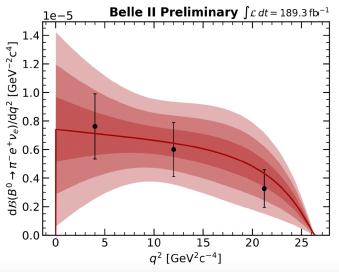 Belle II Preliminary ∫ℒ dt = 189.3 fb⁻¹
1e−5
dℬ(B⁰ → π⁻e⁺νₑ)/dq² [GeV⁻²c⁴]
1.4
1.2
1.0
0.8
0.6
0.4
0.2
0.0
0 5 10 15 20 25
q² [GeV²c⁻⁴]